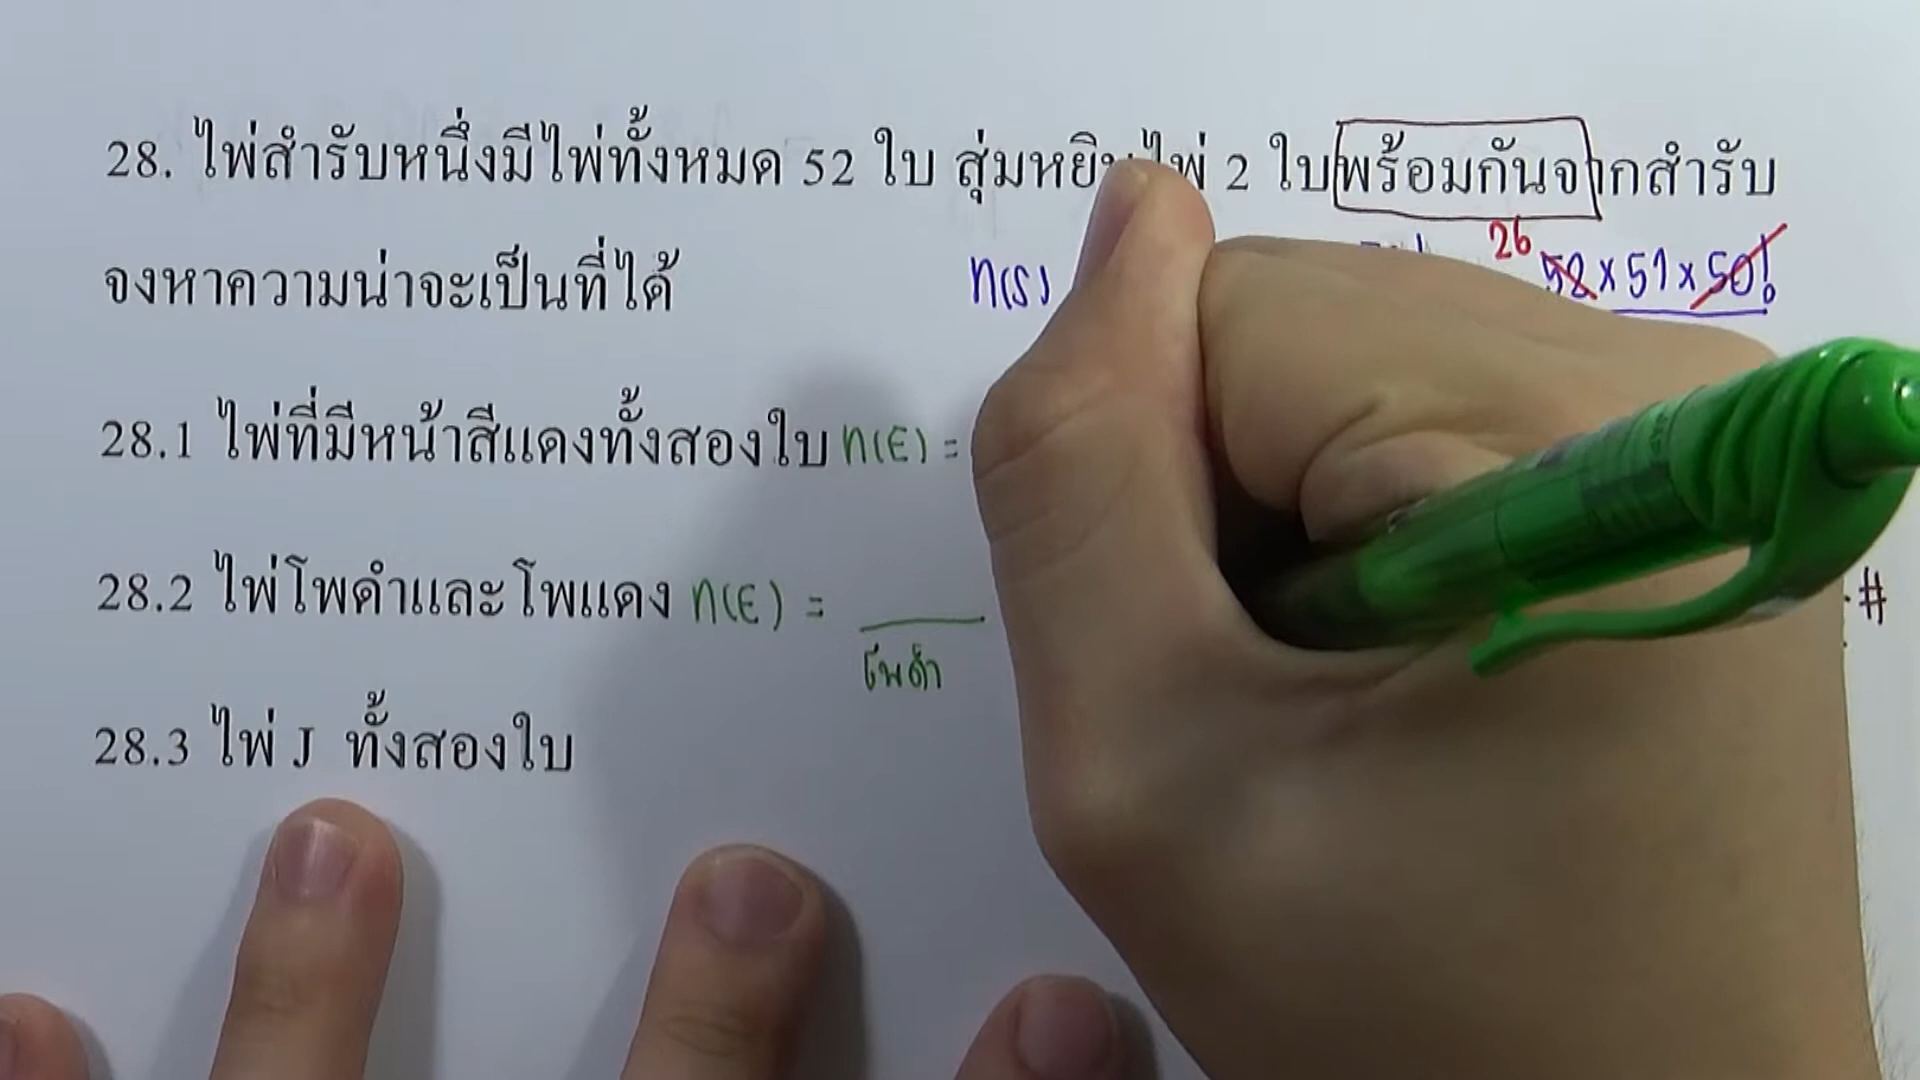 28. ไพ่สำรับหนึ่งมีไพ่ทั้งหมด 52 ใบ สุ่มหยิบไพ่ 2 ใบพร้อมกันจากสำรับ
จงหาความน่าจะเป็นที่ได้ n(S) 26 52 × 51 × 50!
28.1 ไพ่ที่มีหน้าสีแดงทั้งสองใบ n(E) =
28.2 ไพ่โพดำและโพแดง n(E) = #
โพดำ
28.3 ไพ่ J ทั้งสองใบ